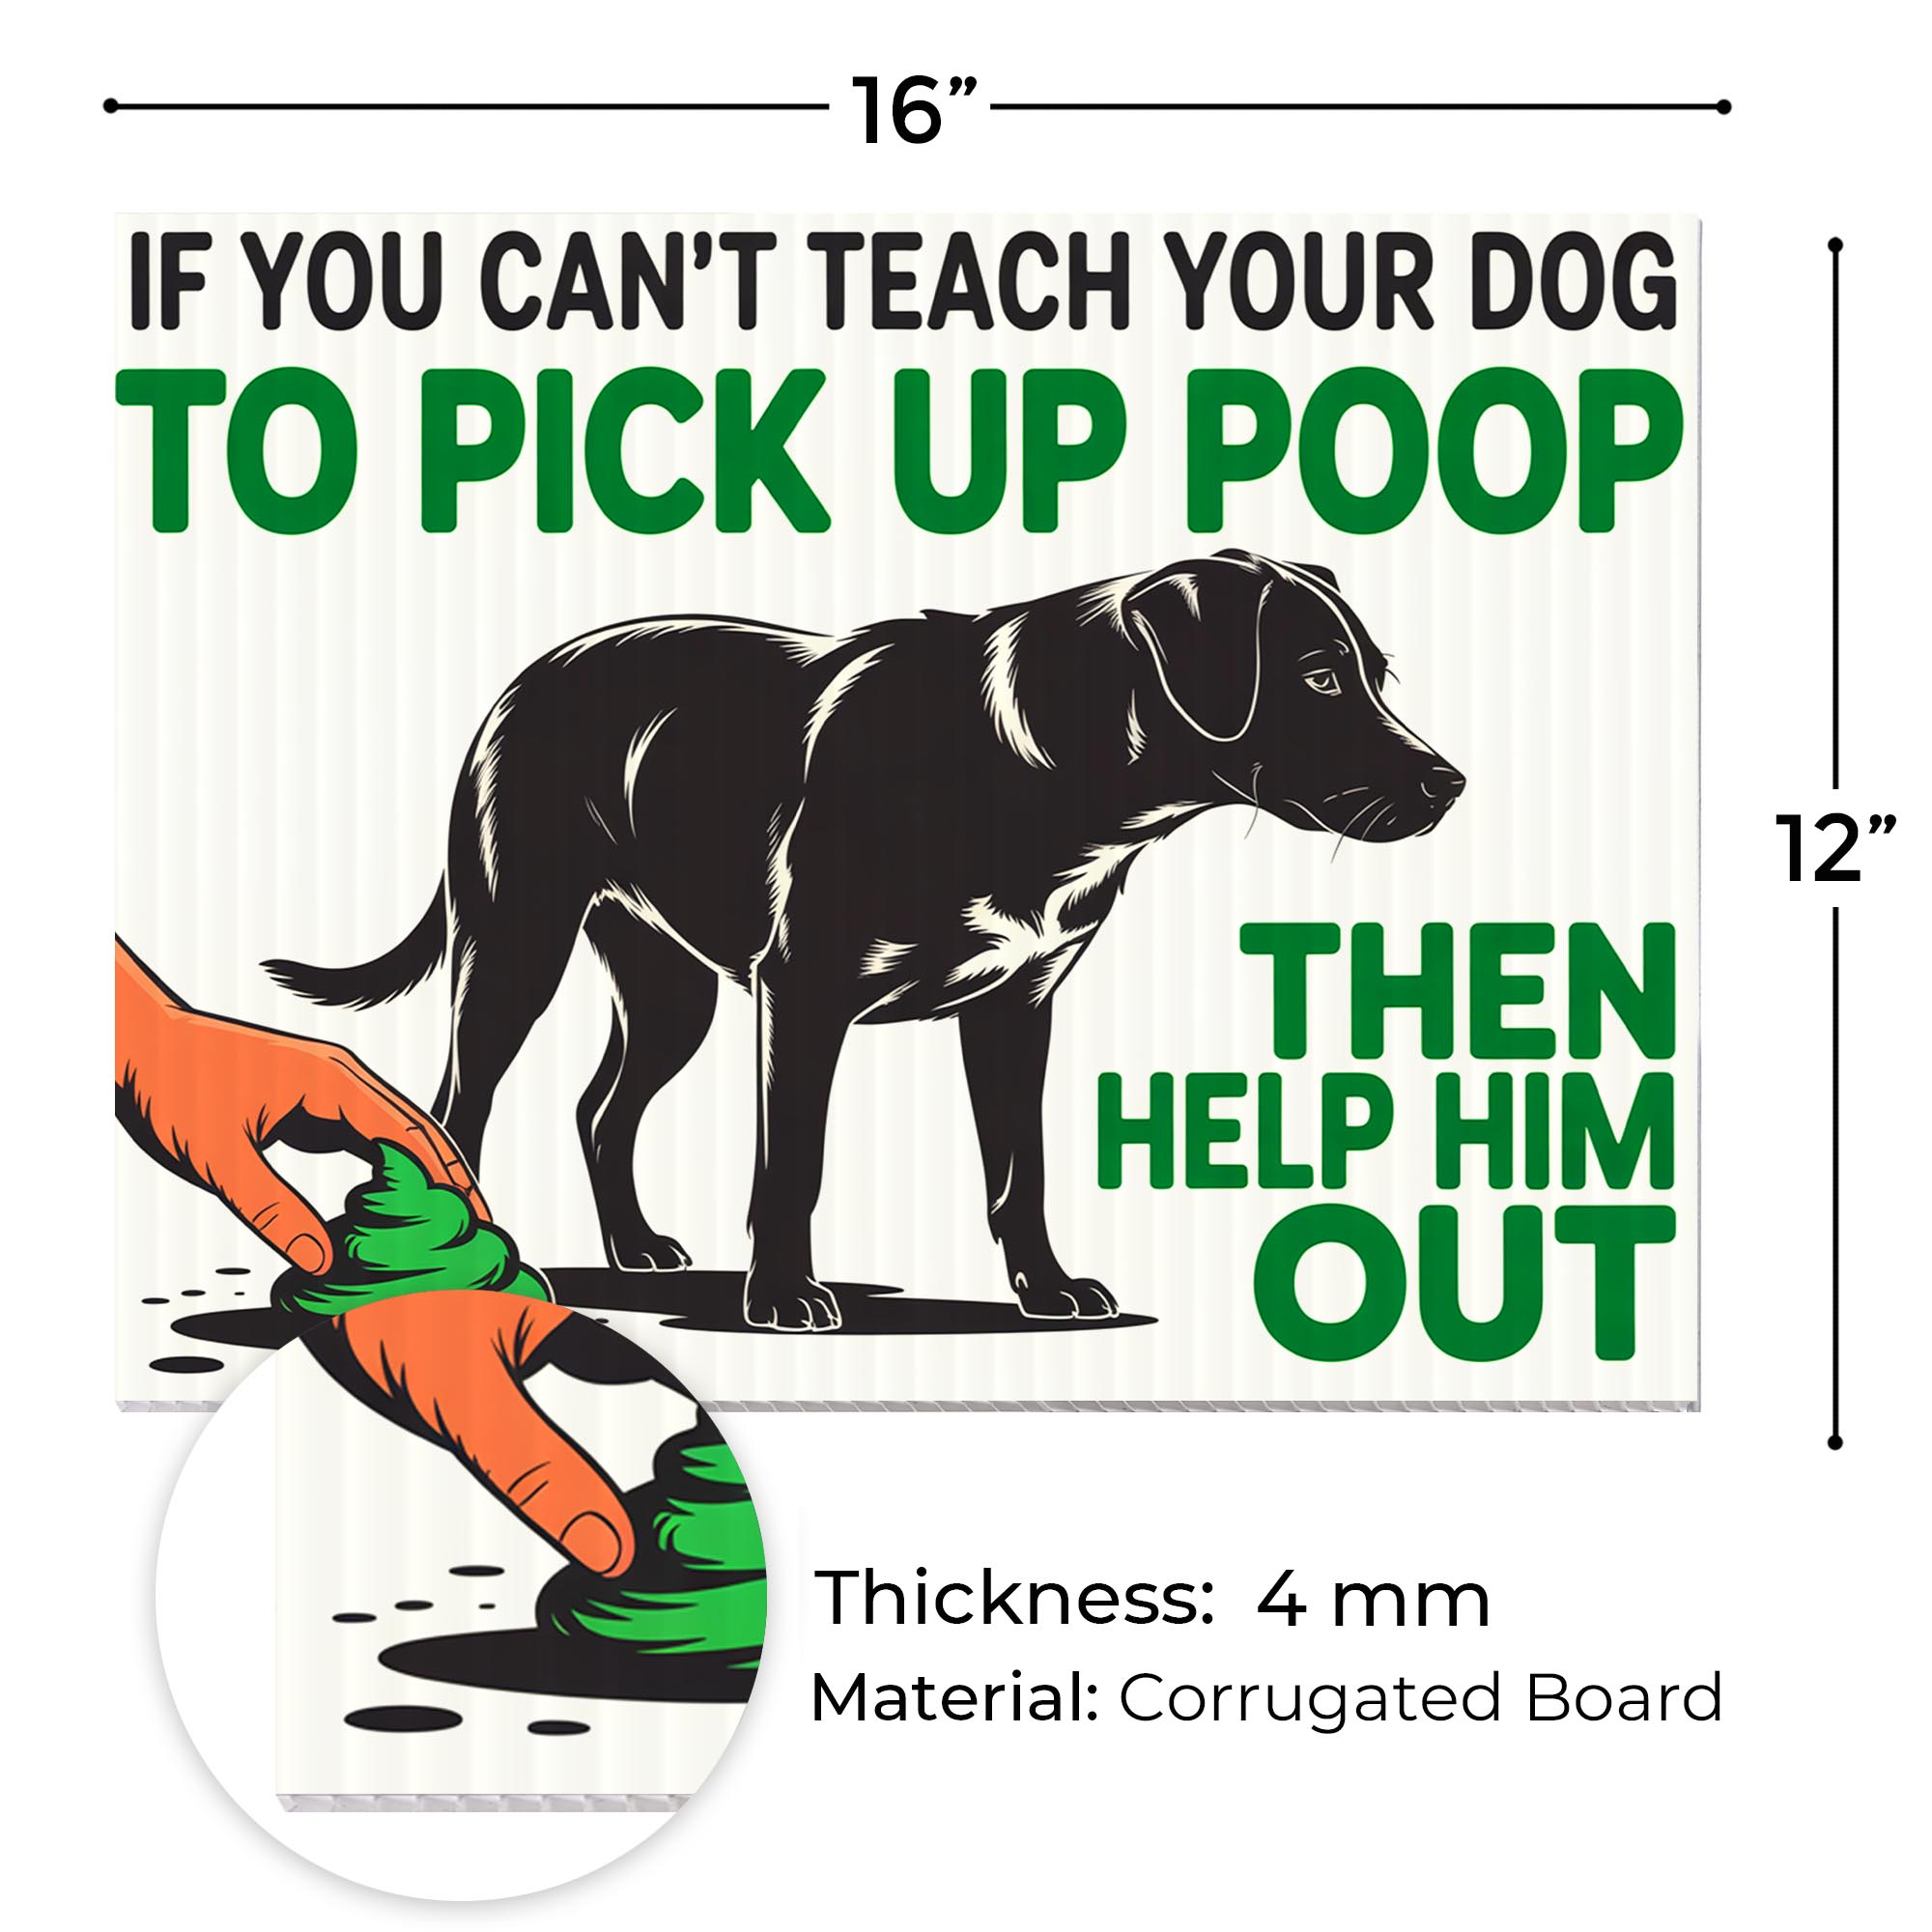 16”
IF YOU CAN’T TEACH YOUR DOG
TO PICK UP POOP
12”
THEN
HELP HIM
OUT
Thickness: 4 mm
Material: Corrugated Board